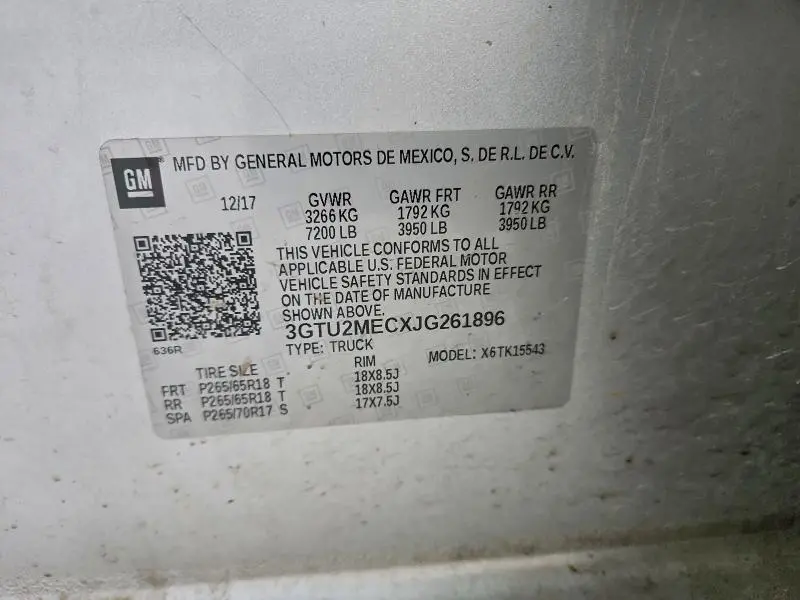 GM
MFD BY GENERAL MOTORS DE MEXICO, S. DE R.L. DE C.V.
12/17 GVWR GAWR FRT GAWR RR
3266 KG 1792 KG 1792 KG
7200 LB 3950 LB 3950 LB
THIS VEHICLE CONFORMS TO ALL
APPLICABLE U.S. FEDERAL MOTOR
VEHICLE SAFETY STANDARDS IN EFFECT
ON THE DATE OF MANUFACTURE
SHOWN ABOVE.
3GTU2MECXJG261896
636R
TYPE: TRUCK MODEL: X6TK15543
TIRE SIZE RIM
FRT P265/65R18 T 18X8.5J
RR P265/65R18 T 18X8.5J
SPA P265/70R17 S 17X7.5J